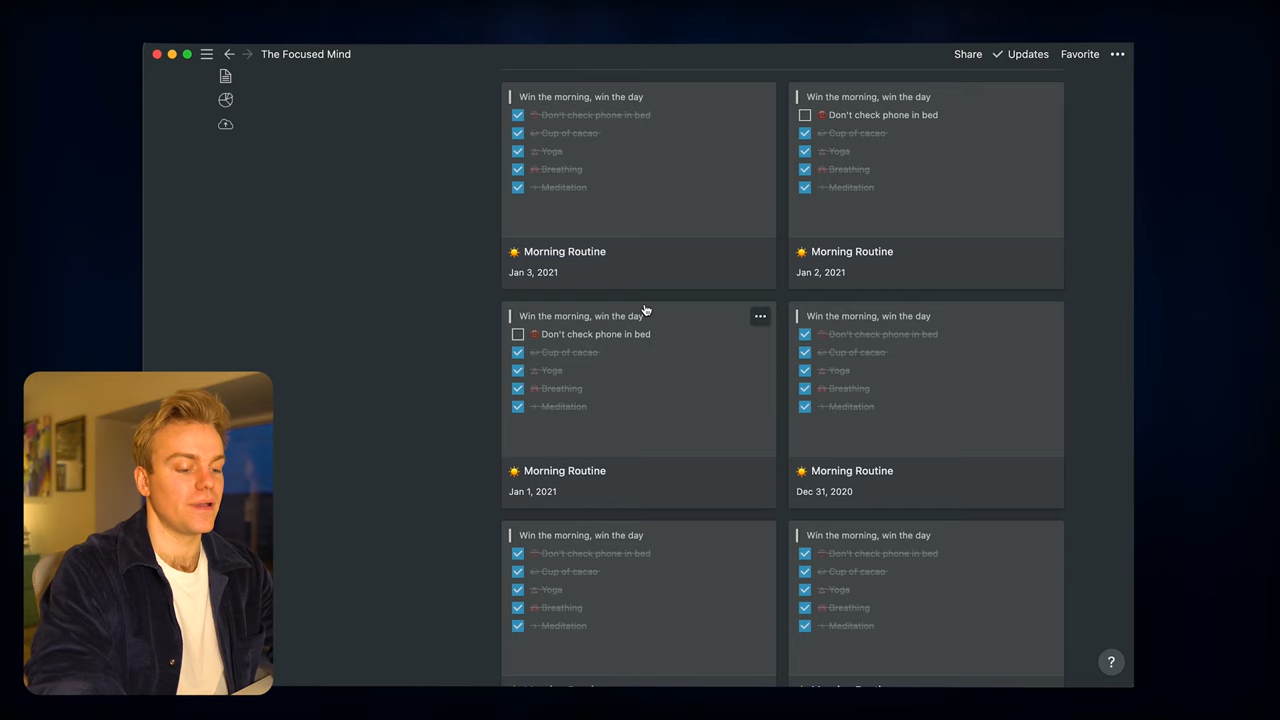 The Focused Mind
Share
Updates
Favorite
Win the morning, win the day
Don't check phone in bed
Cup of cacao
Yoga
Breathing
Meditation
Morning Routine
Jan 3, 2021
Win the morning, win the day
Don't check phone in bed
Cup of cacao
Yoga
Breathing
Meditation
Morning Routine
Jan 2, 2021
Win the morning, win the day
Don't check phone in bed
Cup of cacao
Yoga
Breathing
Meditation
Morning Routine
Jan 1, 2021
Win the morning, win the day
Don't check phone in bed
Cup of cacao
Yoga
Breathing
Meditation
Morning Routine
Dec 31, 2020
Win the morning, win the day
Don't check phone in bed
Cup of cacao
Yoga
Breathing
Meditation
Win the morning, win the day
Don't check phone in bed
Cup of cacao
Yoga
Breathing
Meditation
?